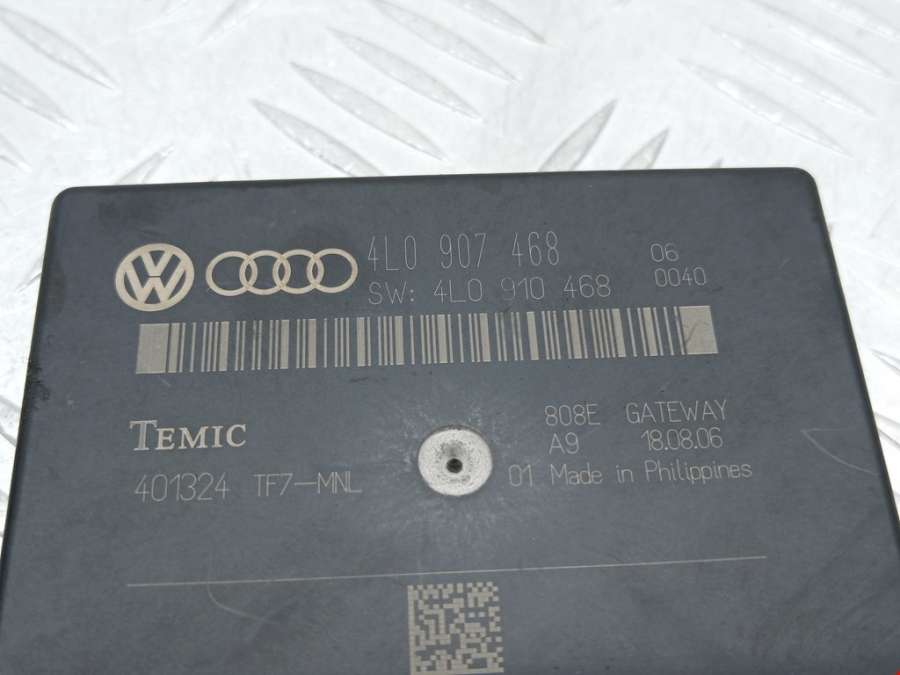 4L0 907 468 06
SW: 4L0 910 468 0040
TEMIC 808E GATEWAY
A9 18.08.06
401324 TF7-MNL 01 Made in Philippines